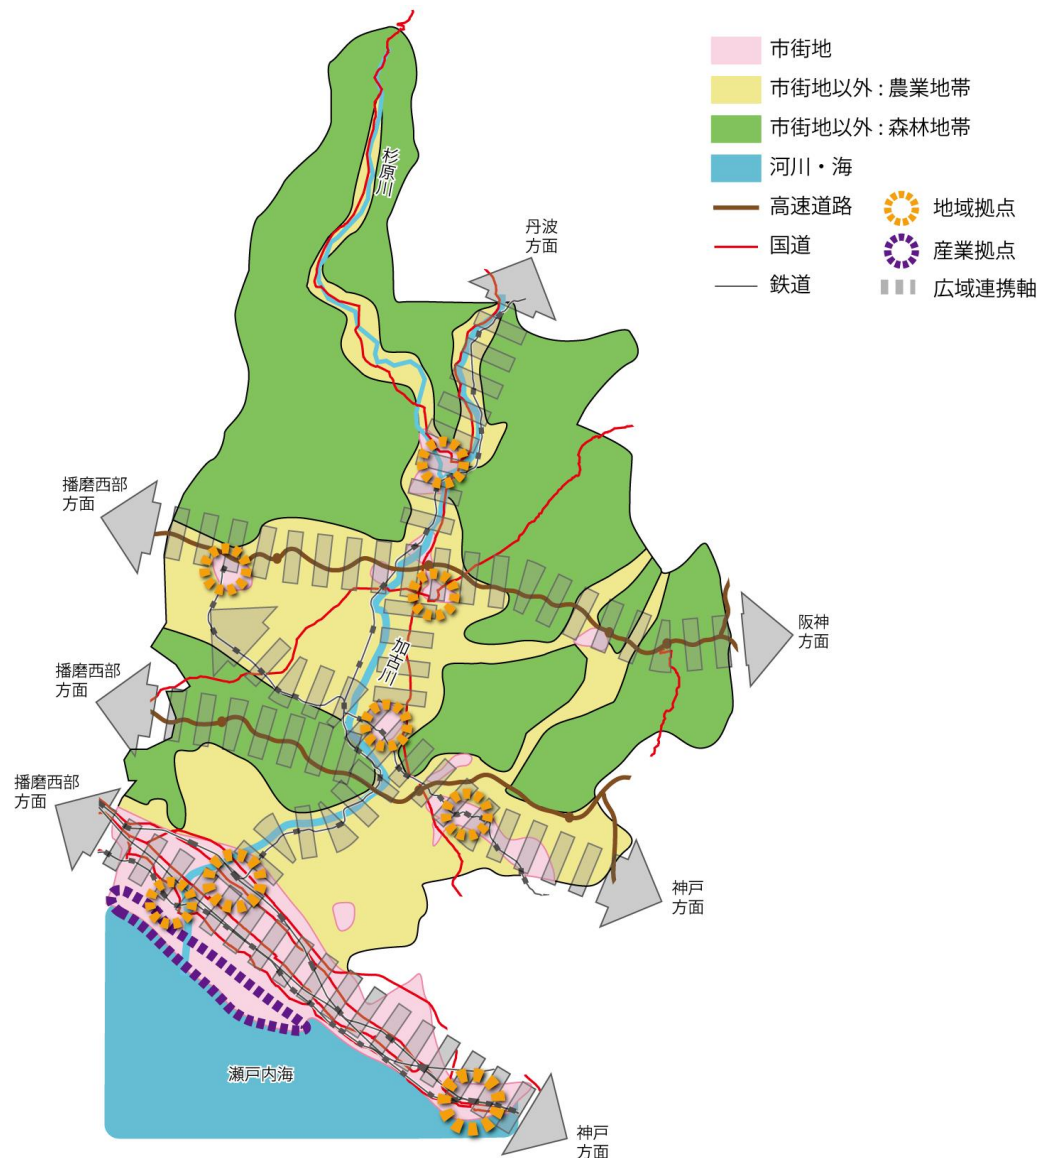 市街地
市街地以外 : 農業地帯
市街地以外 : 森林地帯
河川・海
高速道路
国道
鉄道
地域拠点
産業拠点
広域連携軸
杉原川
丹波
方面
播磨西部
方面
阪神
方面
加古川
播磨西部
方面
播磨西部
方面
神戸
方面
瀬戸内海
神戸
方面